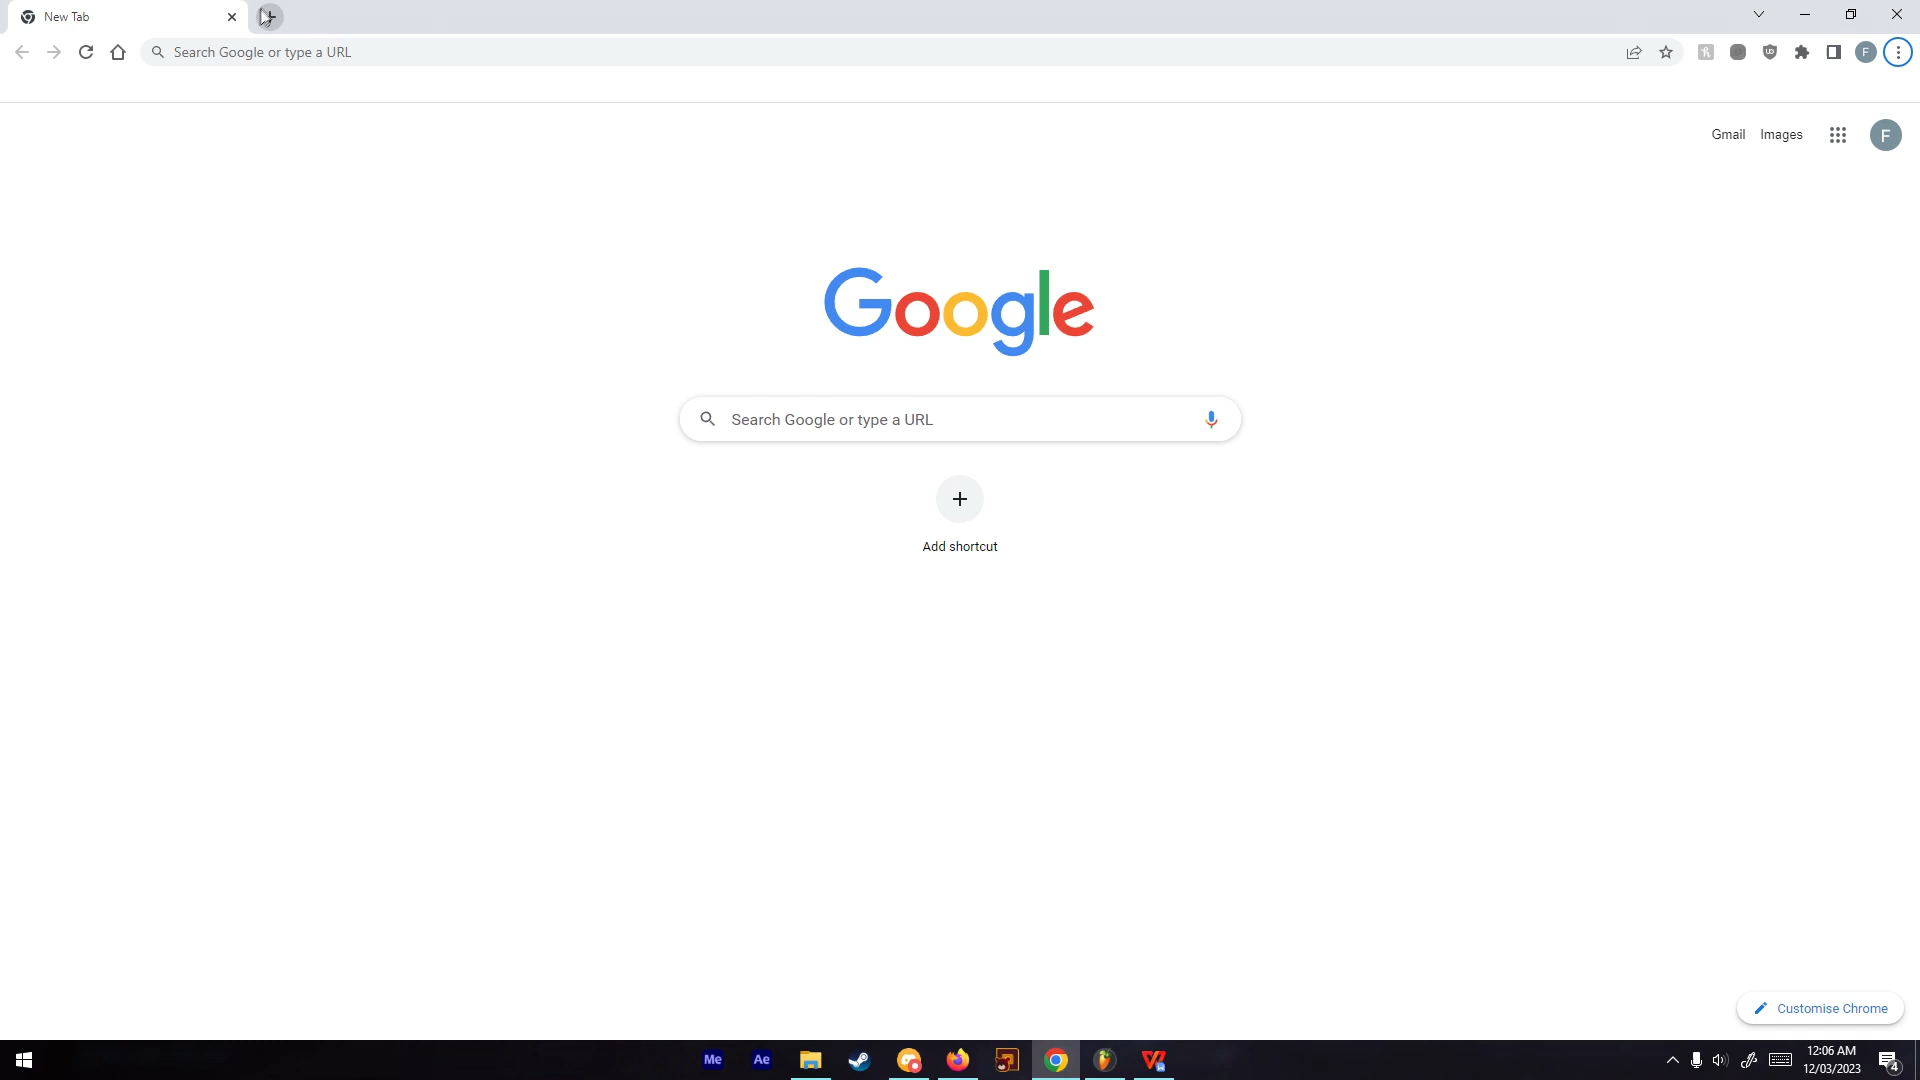 New Tab
Search Google or type a URL
F
Gmail Images F
Google
Search Google or type a URL
Add shortcut
Customise Chrome
Me Ae
12:06 AM
12/03/2023
4